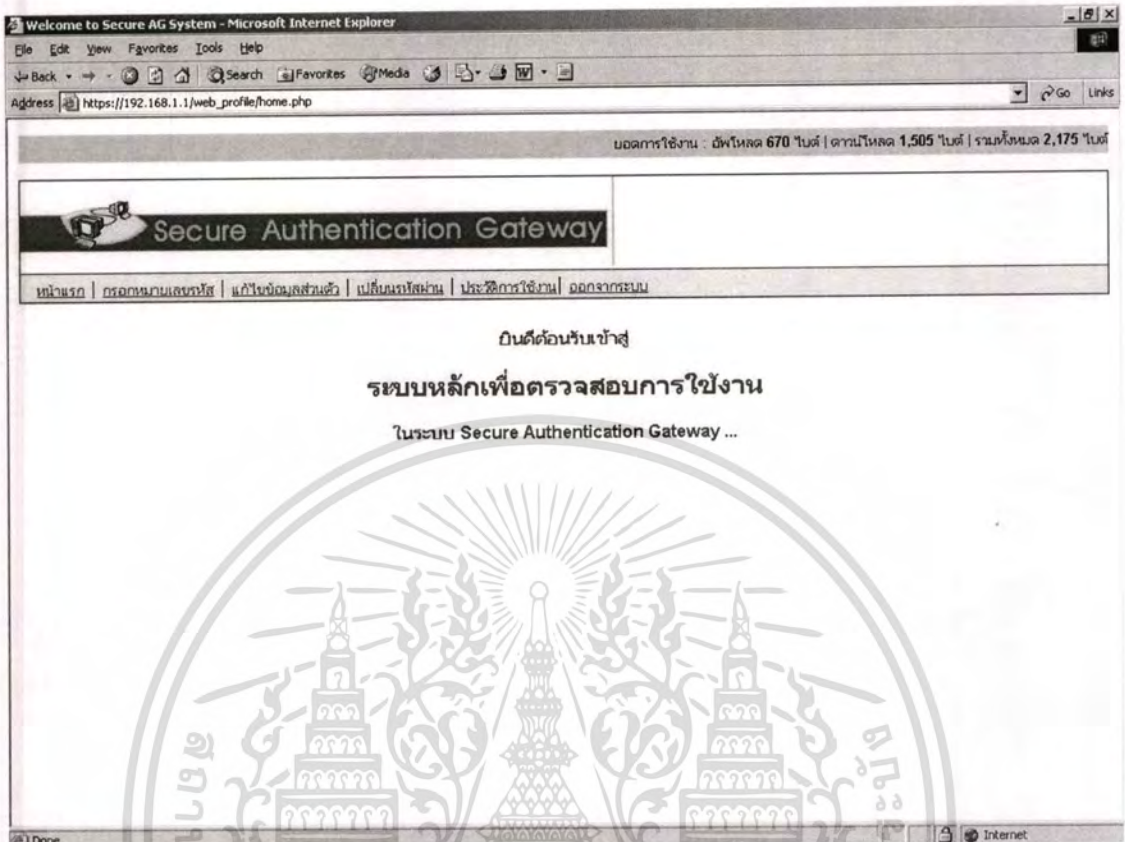 Welcome to Secure AG System - Microsoft Internet Explorer
File Edit View Favorites Tools Help
Back Search Favorites Media
Address https://192.168.1.1/web_profile/home.php Go Links
ยอดการใช้งาน : อัพโหลด 670 ไบต์ | ดาวน์โหลด 1,505 ไบต์ | รวมทั้งหมด 2,175 ไบต์
Secure Authentication Gateway
หน้าแรก | กรอกหมายเลขรหัส | แก้ไขข้อมูลส่วนตัว | เปลี่ยนรหัสผ่าน | ประวัติการใช้งาน | ออกจากระบบ
ยินดีต้อนรับเข้าสู่
ระบบหลักเพื่อตรวจสอบการใช้งาน
ในระบบ Secure Authentication Gateway ...
Done Internet